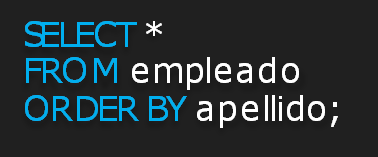 SELECT *
FROM empleado
ORDER BY apellido;